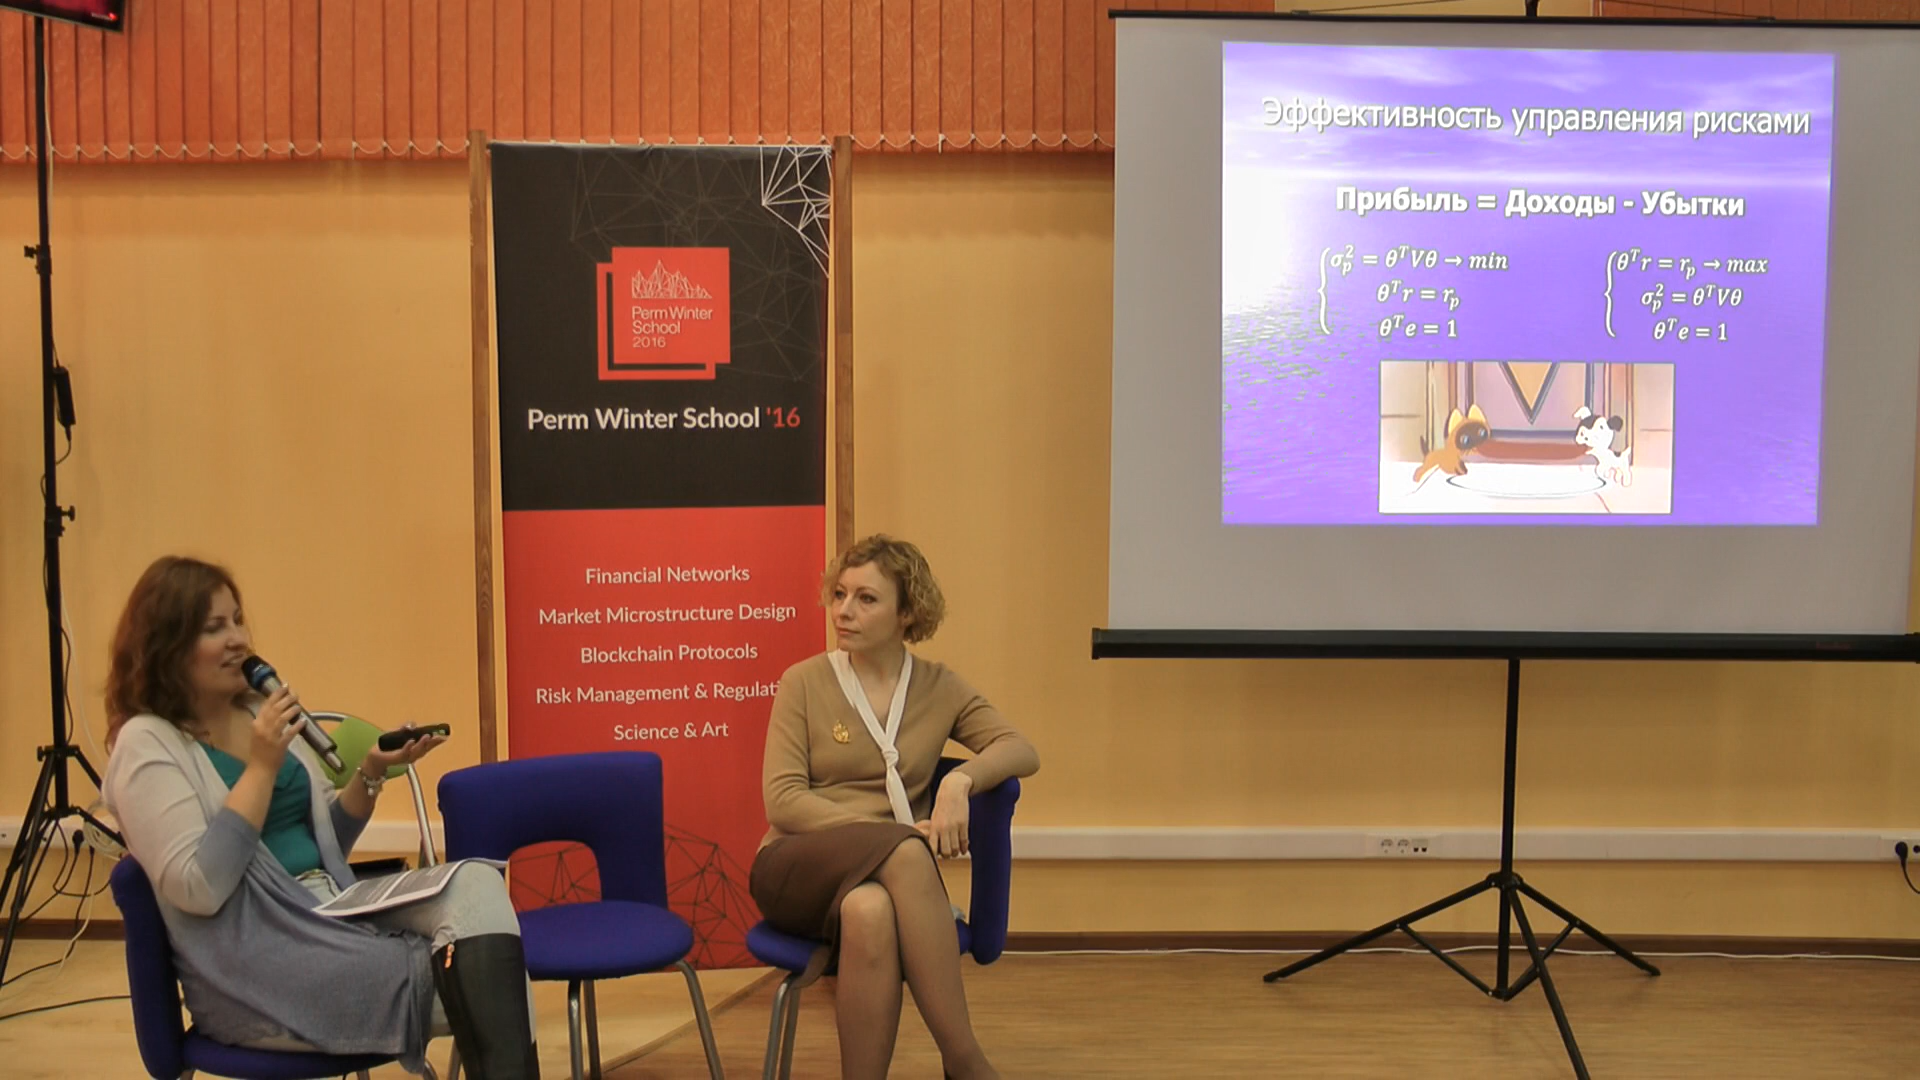 Perm Winter
School
2016
Perm Winter School '16
Financial Networks
Market Microstructure Design
Blockchain Protocols
Risk Management & Regulati
Science & Art
Эффективность управления рисками
Прибыль = Доходы - Убытки
σ²ₚ = θᵀVθ → min
θᵀr = rₚ
θᵀe = 1
θᵀr = rₚ → max
σ²ₚ = θᵀVθ
θᵀe = 1